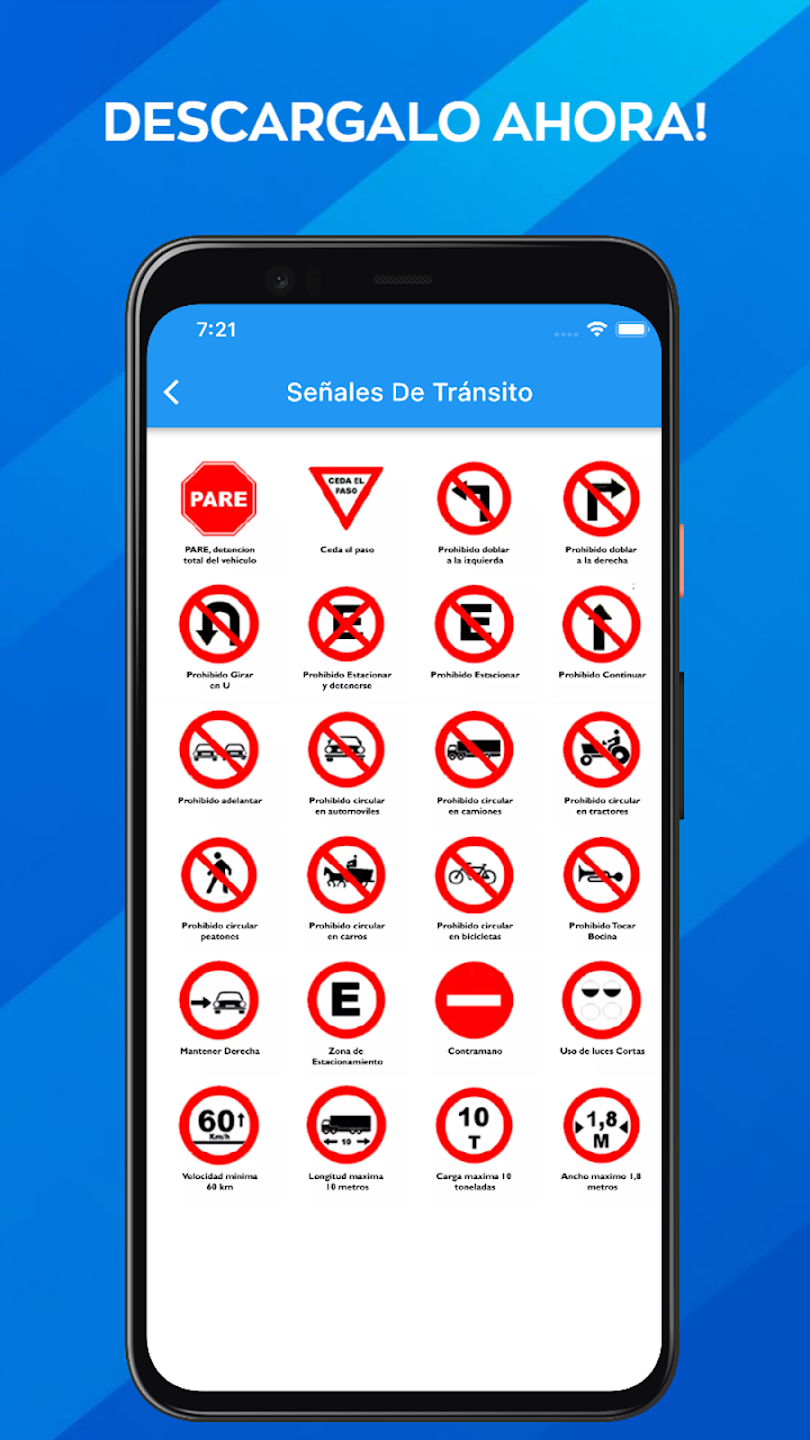 DESCARGALO AHORA!
7:21
Señales De Tránsito
PARE
CEDA EL
PASO
PARE, detencion
total del vehiculo
Ceda el paso
Prohibido doblar
a la izquierda
Prohibido doblar
a la derecha
E
E
Prohibido Girar
en U
Prohibido Estacionar
y detenerse
Prohibido Estacionar
Prohibido Continuar
Prohibido adelantar
Prohibido circular
en automoviles
Prohibido circular
en camiones
Prohibido circular
en tractores
Prohibido circular
peatones
Prohibido circular
en carros
Prohibido circular
en bicicletas
Prohibido Tocar
Bocina
E
Mantener Derecha
Zona de
Estacionamiento
Contramano
Uso de luces Cortas
60
Km/h
10
10
T
1,8
M
Velocidad minima
60 km
Longitud maxima
10 metros
Carga maxima 10
toneladas
Ancho maximo 1,8
metros